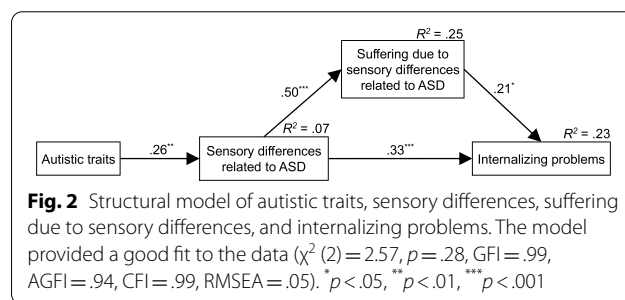 R² = .25
Suffering due to
sensory differences
related to ASD
.50***
.21*
R² = .07
R² = .23
Autistic traits
.26**
Sensory differences
related to ASD
.33***
Internalizing problems
Fig. 2 Structural model of autistic traits, sensory differences, suffering
due to sensory differences, and internalizing problems. The model
provided a good fit to the data (χ² (2) = 2.57, p = .28, GFI = .99,
AGFI = .94, CFI = .99, RMSEA = .05). *p < .05, **p < .01, ***p < .001